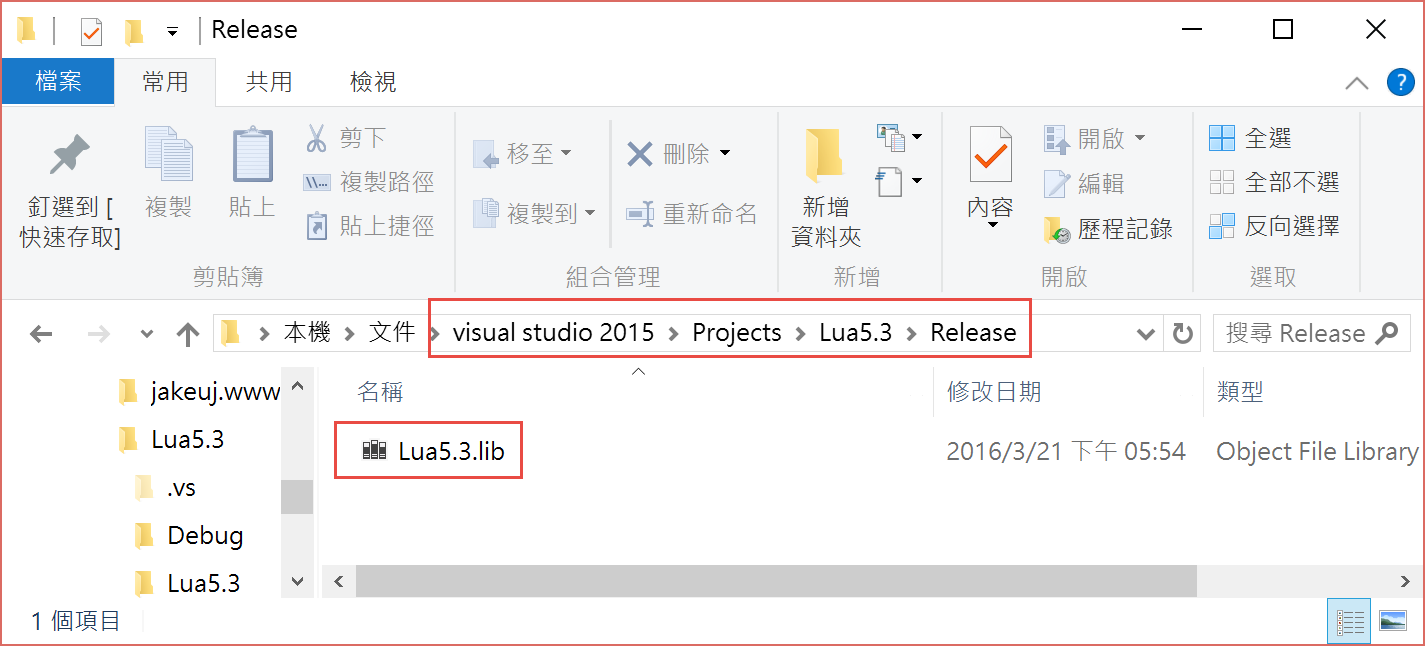 Release
檔案 常用 共用 檢視
?
釘選到 [
快速存取]
複製
貼上
剪下
複製路徑
貼上捷徑
剪貼簿
移至
複製到
刪除
重新命名
組合管理
新增
資料夾
新增
內容
開啟
編輯
歷程記錄
開啟
全選
全部不選
反向選擇
選取
本機 文件 visual studio 2015 Projects Lua5.3 Release
搜尋 Release
jakeuj.www
Lua5.3
.vs
Debug
Lua5.3
名稱 修改日期 類型
Lua5.3.lib 2016/3/21 下午 05:54 Object File Library
1 個項目